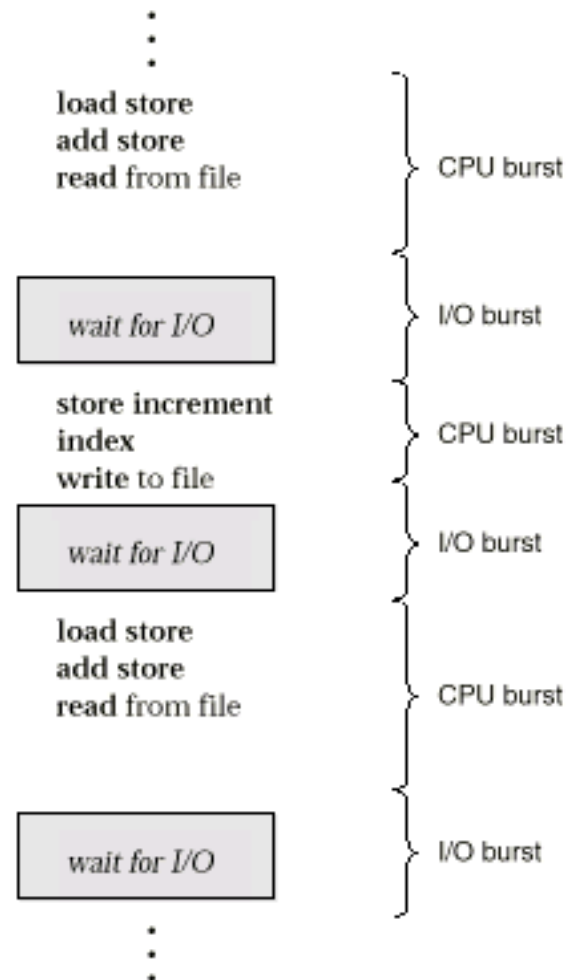 load store
add store
read from file
CPU burst
wait for I/O
I/O burst
store increment
index
write to file
CPU burst
wait for I/O
I/O burst
load store
add store
read from file
CPU burst
wait for I/O
I/O burst